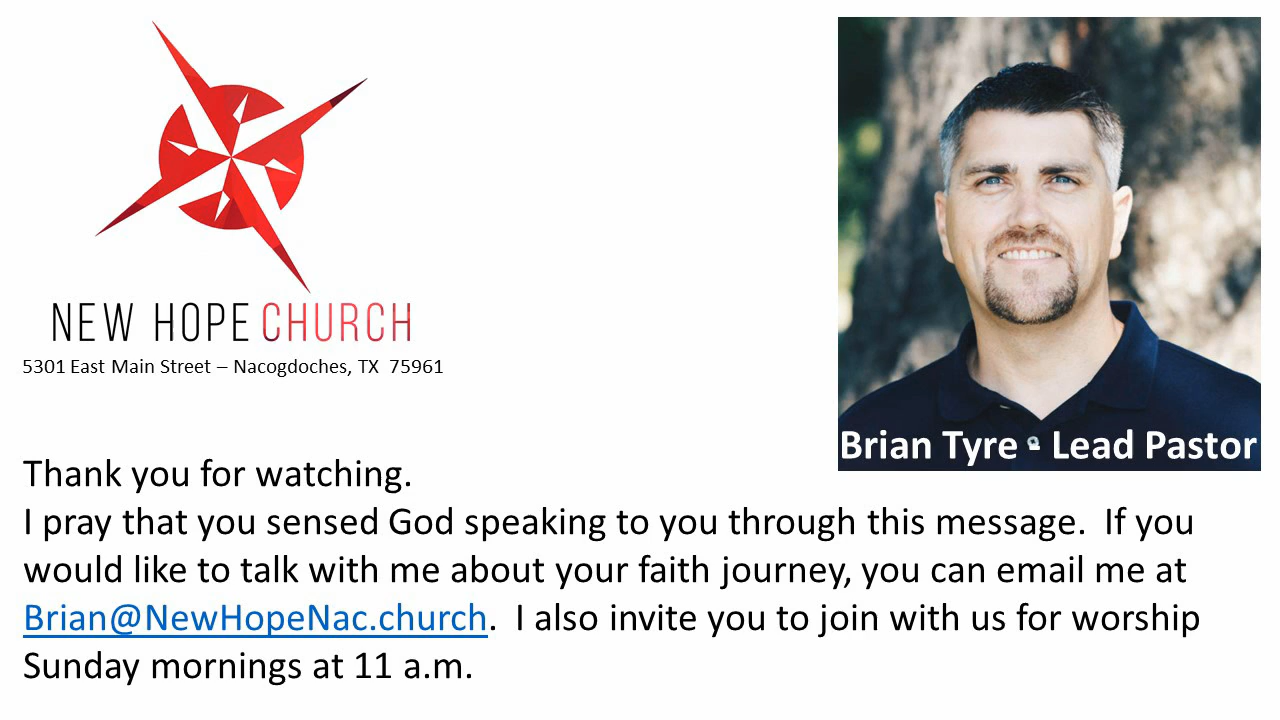 NEW HOPE CHURCH
5301 East Main Street – Nacogdoches, TX  75961
Brian Tyre - Lead Pastor
Thank you for watching.
I pray that you sensed God speaking to you through this message.  If you
would like to talk with me about your faith journey, you can email me at
Brian@NewHopeNac.church.  I also invite you to join with us for worship
Sunday mornings at 11 a.m.